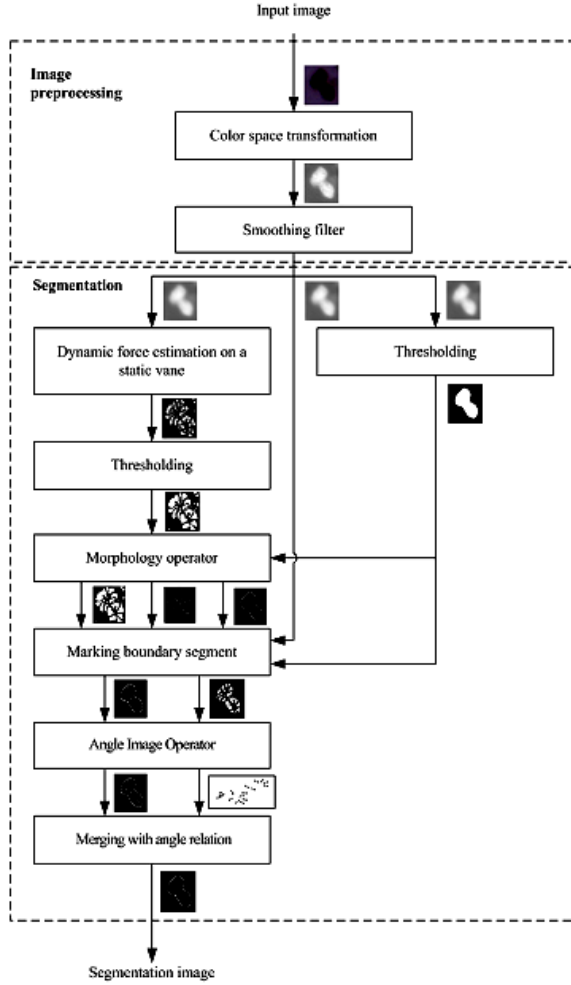 Input image
Image
preprocessing
Color space transformation
Smoothing filter
Segmentation
Dynamic force estimation on a
static vane
Thresholding
Thresholding
Morphology operator
Marking boundary segment
Angle Image Operator
Merging with angle relation
Segmentation image